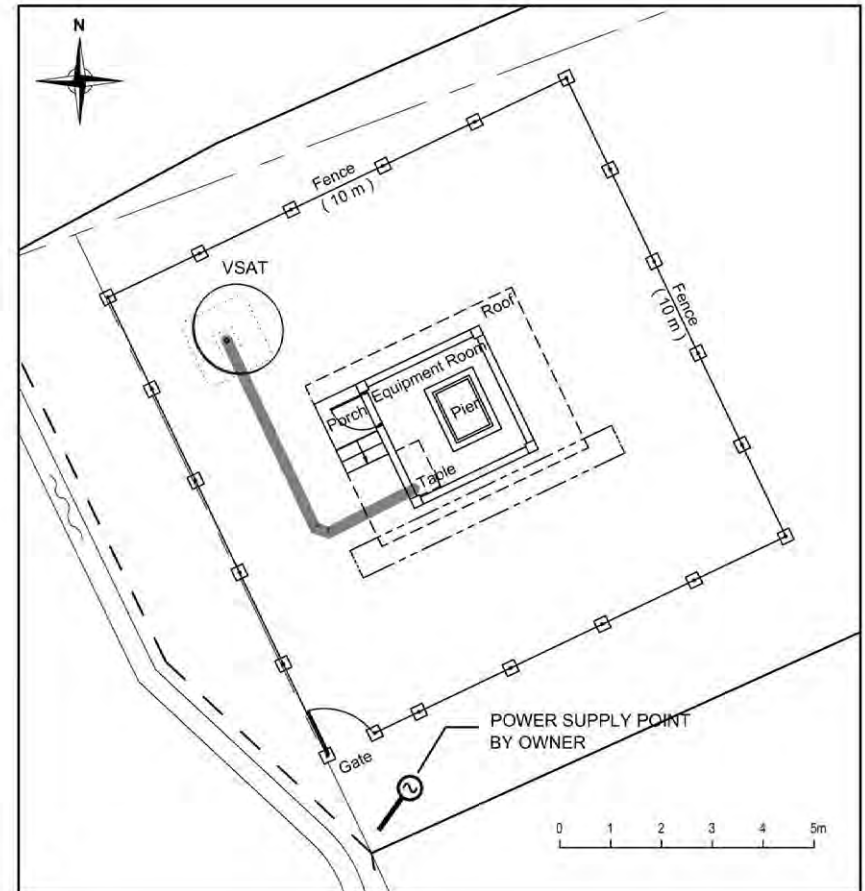 N
Fence
( 10 m )
VSAT
Roof
Fence
( 10 m )
Equipment Room
Porch
Pier
Table
POWER SUPPLY POINT
BY OWNER
Gate
0 1 2 3 4 5m